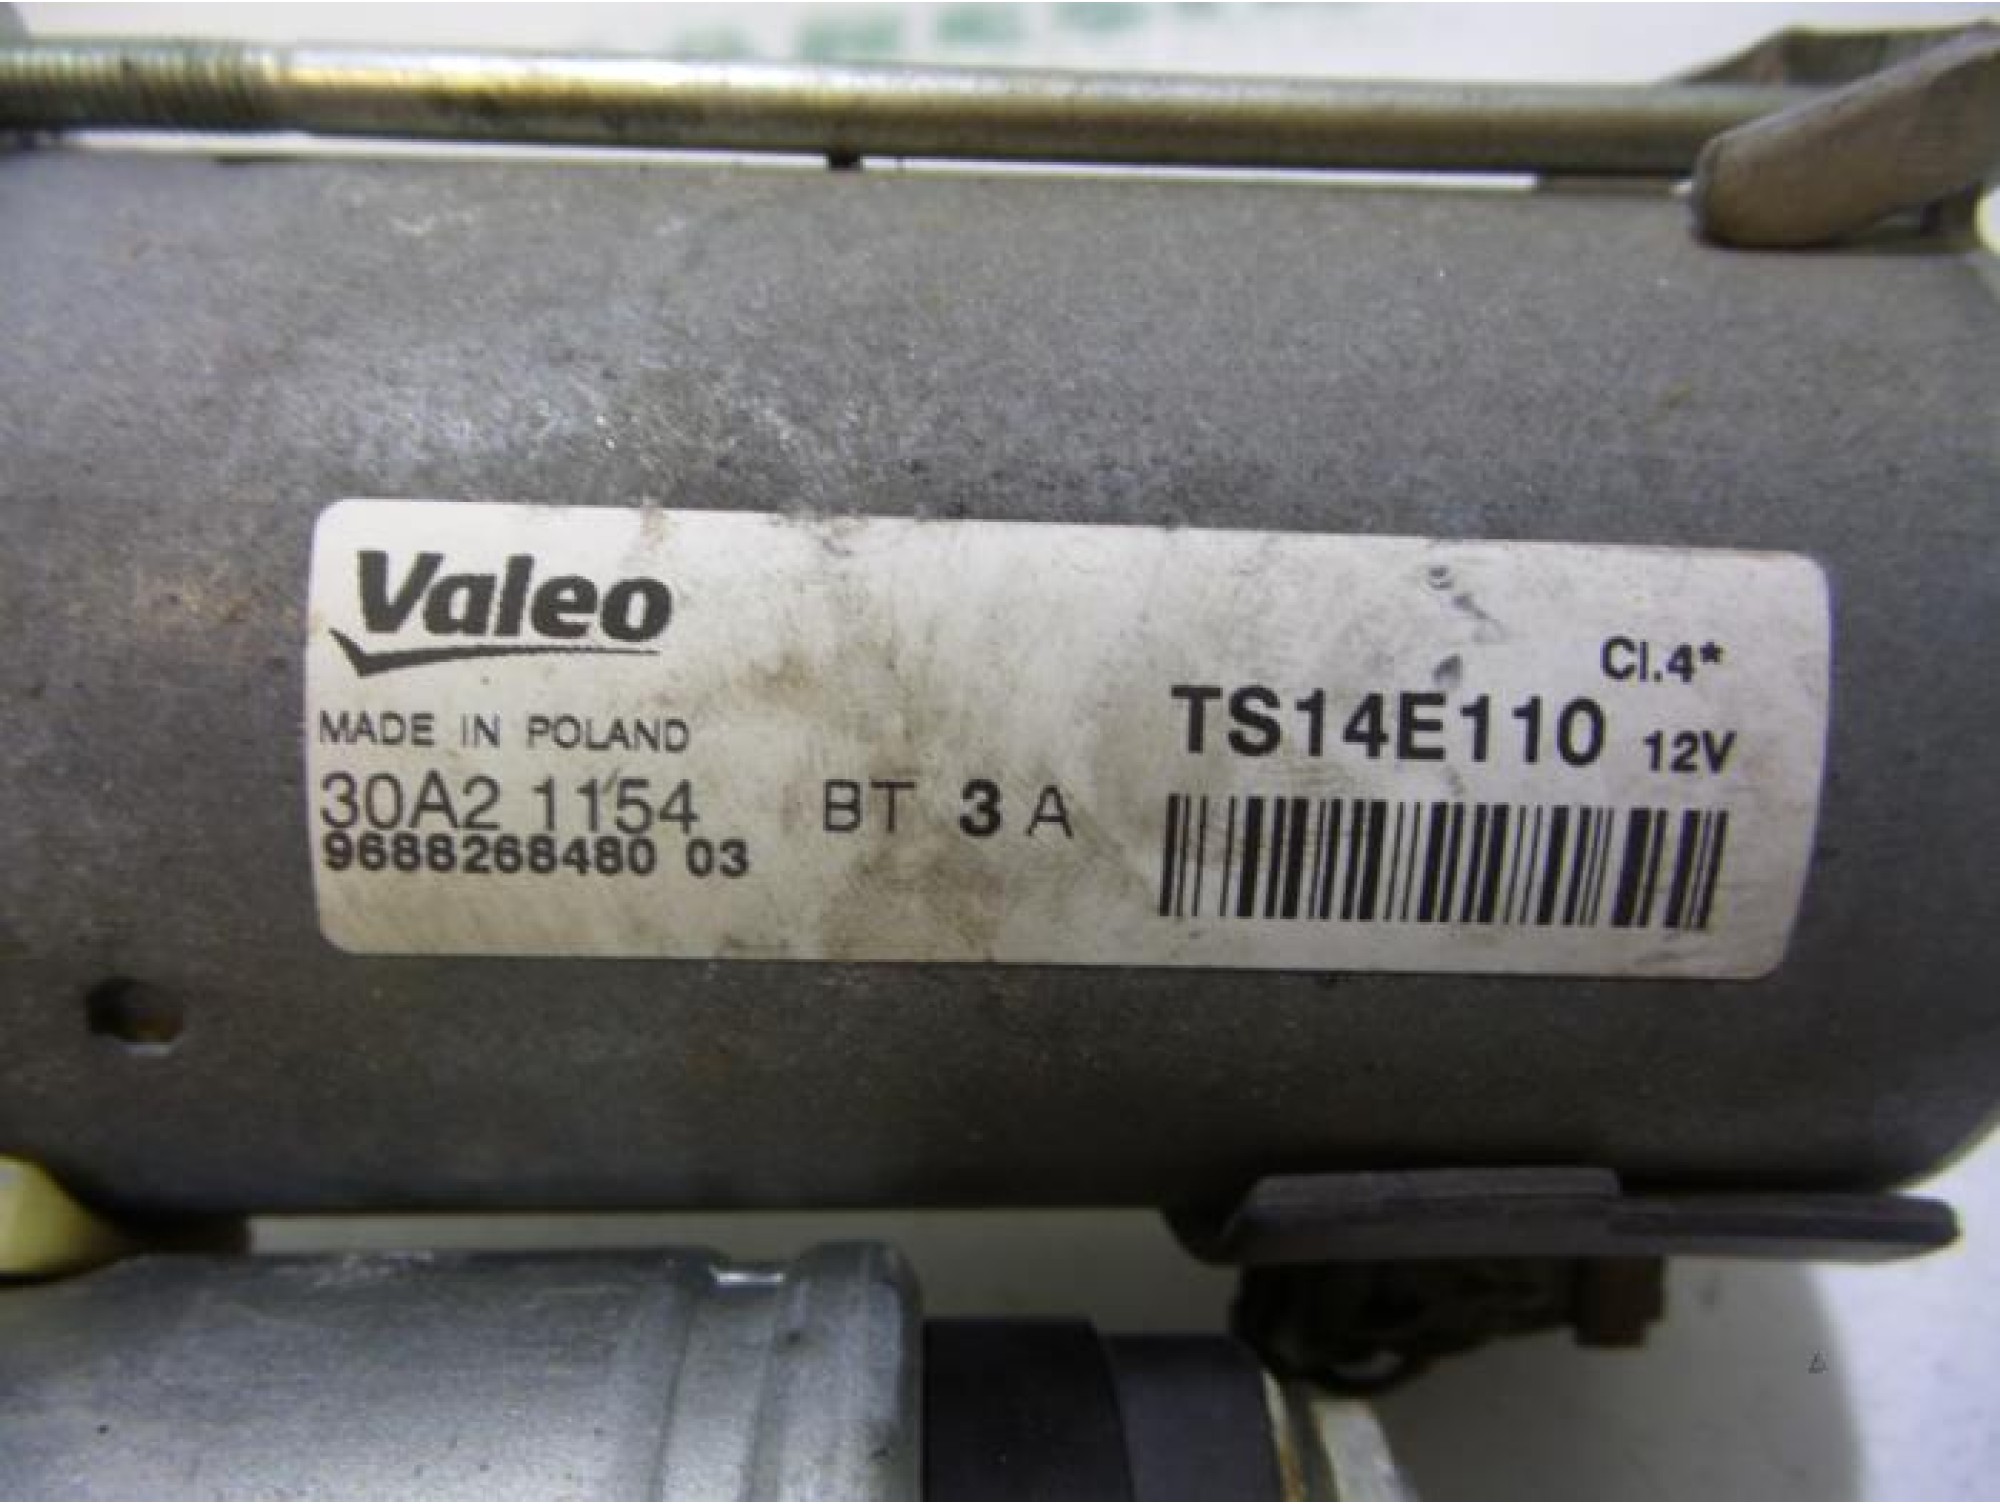 Valeo
Cl.4*
TS14E110 12V
MADE IN POLAND
30A2 1154 BT 3 A
9688268480 03